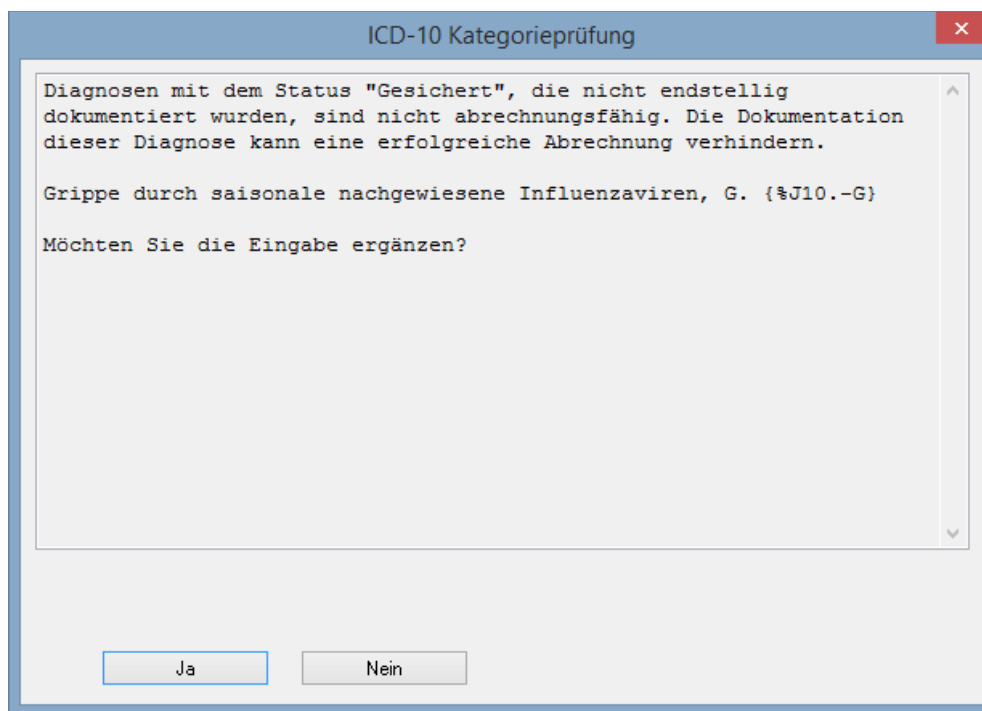 ICD-10 Kategorieprüfung
Diagnosen mit dem Status "Gesichert", die nicht endstellig
dokumentiert wurden, sind nicht abrechnungsfähig. Die Dokumentation
dieser Diagnose kann eine erfolgreiche Abrechnung verhindern.
Grippe durch saisonale nachgewiesene Influenzaviren, G. {%J10.-G}
Möchten Sie die Eingabe ergänzen?
Ja
Nein